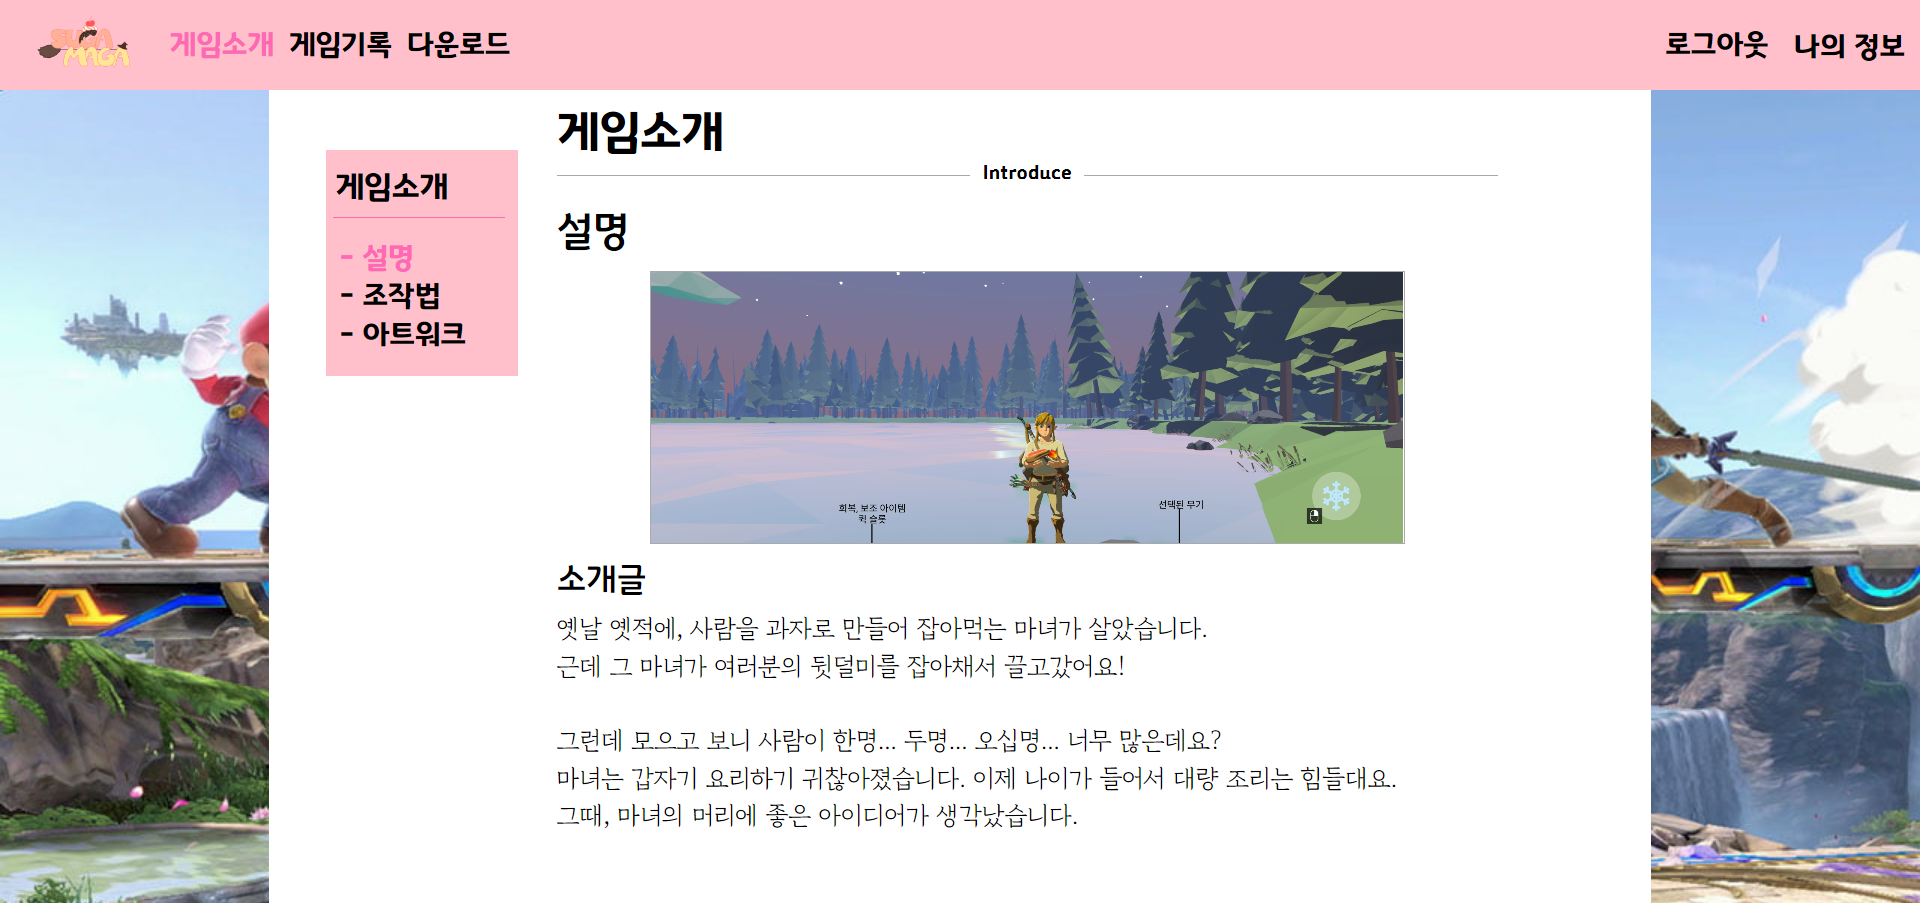 SUGA
MAGA
게임소개 게임기록 다운로드
로그아웃 나의 정보
게임소개
- 설명
- 조작법
- 아트워크
게임소개
Introduce
설명
회복, 보조 아이템
퀵 슬롯
선택된 무기
소개글
옛날 옛적에, 사람을 과자로 만들어 잡아먹는 마녀가 살았습니다.
근데 그 마녀가 여러분의 뒷덜미를 잡아채서 끌고갔어요!
그런데 모으고 보니 사람이 한명... 두명... 오십명... 너무 많은데요?
마녀는 갑자기 요리하기 귀찮아졌습니다. 이제 나이가 들어서 대량 조리는 힘들대요.
그때, 마녀의 머리에 좋은 아이디어가 생각났습니다.